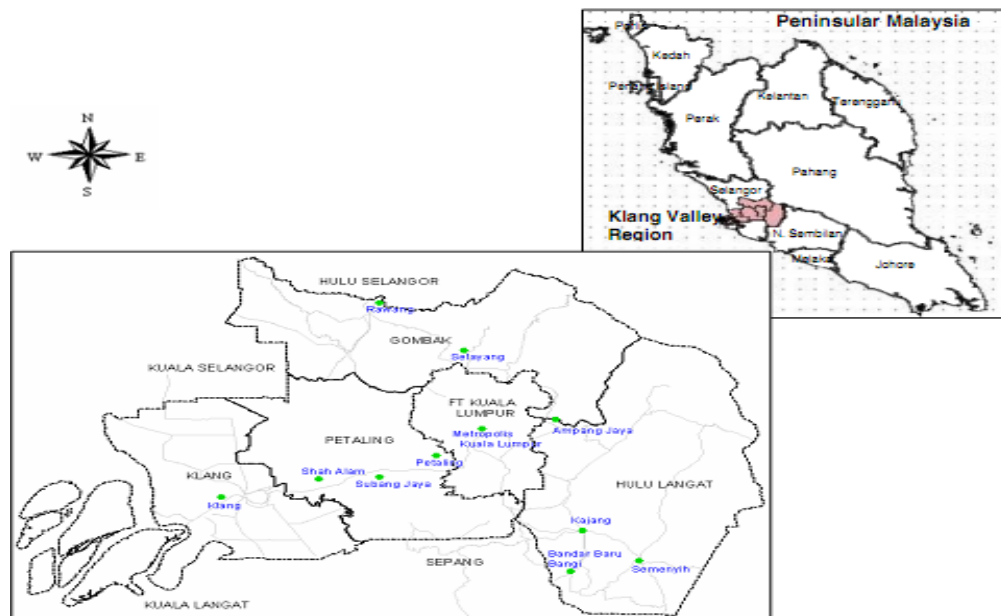 Peninsular Malaysia
Kedah
Kelantan
Perak
Pahang
Selangor
Klang Valley
Region
N. Sembilan
Melaka
Johore
N
W
E
S
HULU SELANGOR
Rawang
GOMBAK
Selayang
KUALA SELANGOR
FT KUALA
LUMPUR
Ampang Jaya
Metropolis
Kuala Lumpur
PETALING
Petaling
Shah Alam
Subang Jaya
KLANG
Klang
HULU LANGAT
Kajang
Bandar Baru
Bangi
Semenyih
SEPANG
KUALA LANGAT